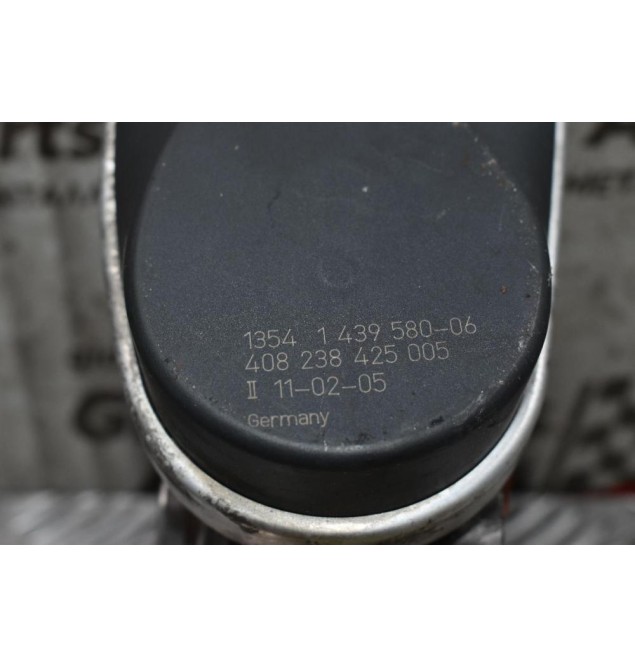 1354 1 439 580-06
408 238 425 005
II 11-02-05
Germany